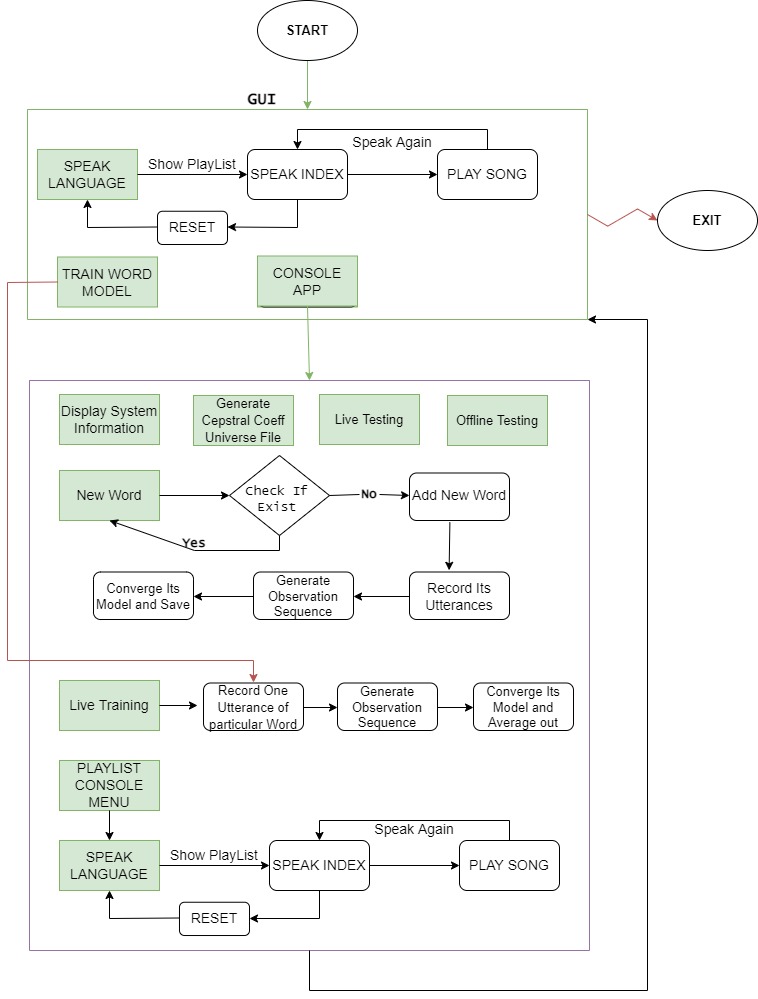 START
GUI
SPEAK
LANGUAGE
Show PlayList
SPEAK INDEX
Speak Again
PLAY SONG
RESET
EXIT
TRAIN WORD
MODEL
CONSOLE
APP
Display System
Information
Generate
Cepstral Coeff
Universe File
Live Testing
Offline Testing
New Word
Check If
Exist
No
Add New Word
Yes
Converge Its
Model and Save
Generate
Observation
Sequence
Record Its
Utterances
Live Training
Record One
Utterance of
particular Word
Generate
Observation
Sequence
Converge Its
Model and
Average out
PLAYLIST
CONSOLE
MENU
SPEAK
LANGUAGE
Show PlayList
SPEAK INDEX
Speak Again
PLAY SONG
RESET